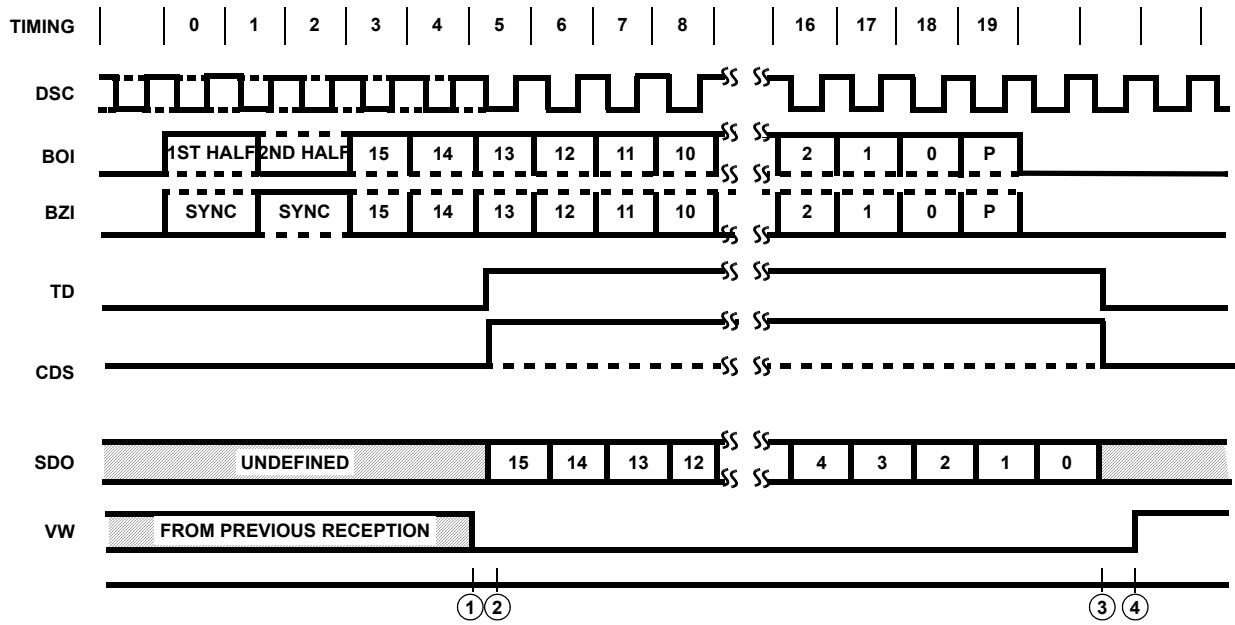 TIMING 0 1 2 3 4 5 6 7 8 16 17 18 19
DSC
BOI 1ST HALF 2ND HALF 15 14 13 12 11 10 2 1 0 P
BZI SYNC SYNC 15 14 13 12 11 10 2 1 0 P
TD
CDS
SDO UNDEFINED 15 14 13 12 4 3 2 1 0
VW FROM PREVIOUS RECEPTION
1 2 3 4